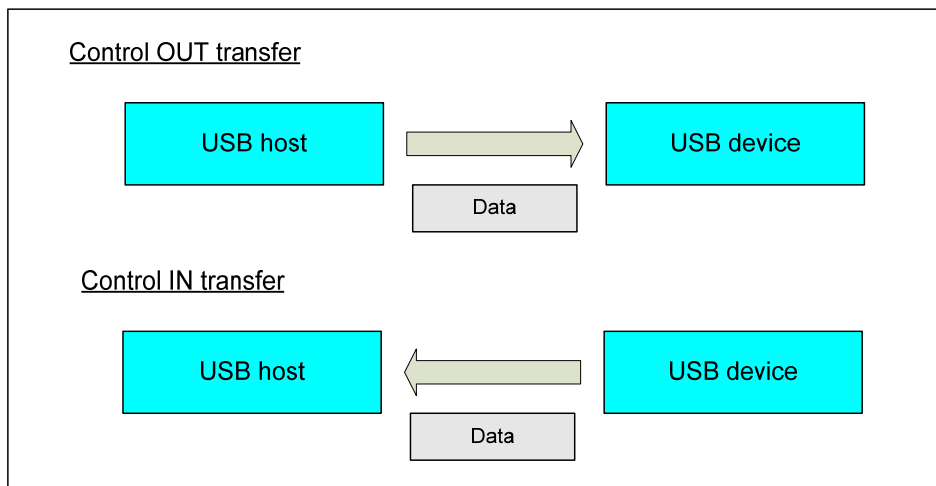 Control OUT transfer
USB host
USB device
Data
Control IN transfer
USB host
USB device
Data